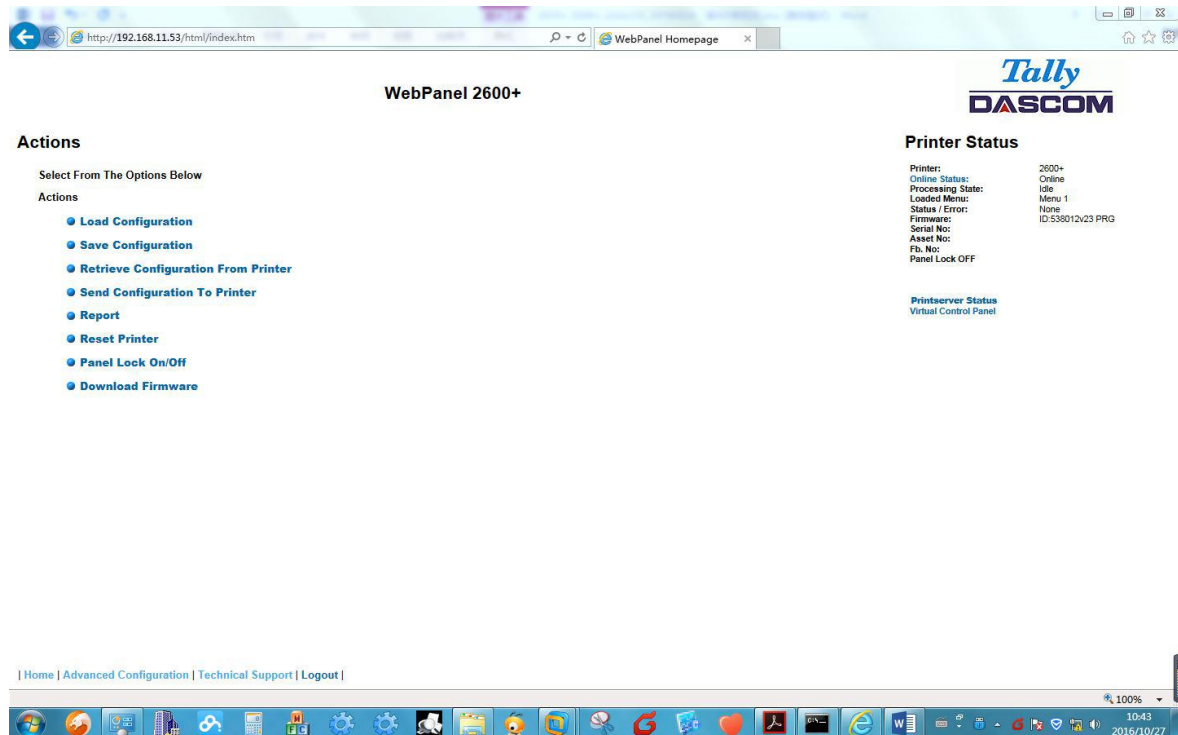 http://192.168.11.53/html/index.htm
WebPanel Homepage
WebPanel 2600+
Tally
DASCOM
Actions
Select From The Options Below
Actions
Load Configuration
Save Configuration
Retrieve Configuration From Printer
Send Configuration To Printer
Report
Reset Printer
Panel Lock On/Off
Download Firmware
Printer Status
Printer: 2600+
Online Status: Online
Processing State: Idle
Loaded Menu: Menu 1
Status / Error: None
Firmware: ID:538012v23 PRG
Serial No:
Asset No:
Fb. No:
Panel Lock OFF
Printserver Status
Virtual Control Panel
| Home | Advanced Configuration | Technical Support | Logout |
100%
10:43
2016/10/27